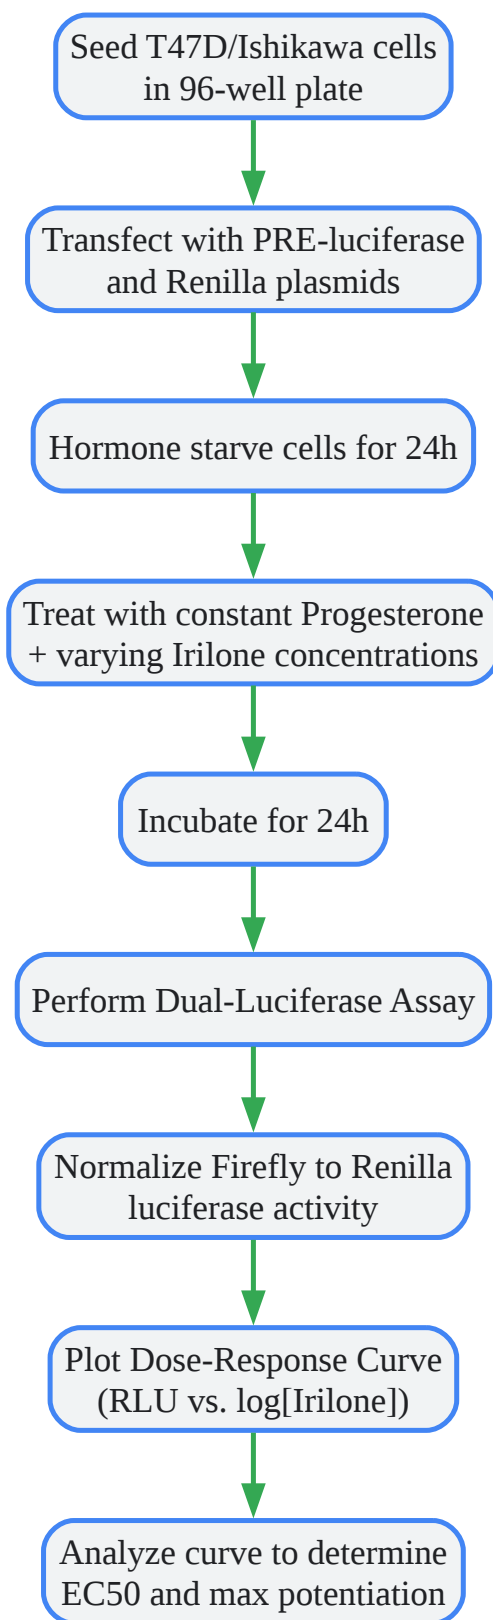 Seed T47D/Ishikawa cells
in 96-well plate
Transfect with PRE-luciferase
and Renilla plasmids
Hormone starve cells for 24h
Treat with constant Progesterone
+ varying Irilone concentrations
Incubate for 24h
Perform Dual-Luciferase Assay
Normalize Firefly to Renilla
luciferase activity
Plot Dose-Response Curve
(RLU vs. log[Irilone])
Analyze curve to determine
EC50 and max potentiation